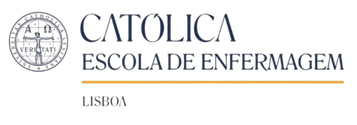 Α Ω
VERITATI
CATÓLICA
ESCOLA DE ENFERMAGEM
LISBOA